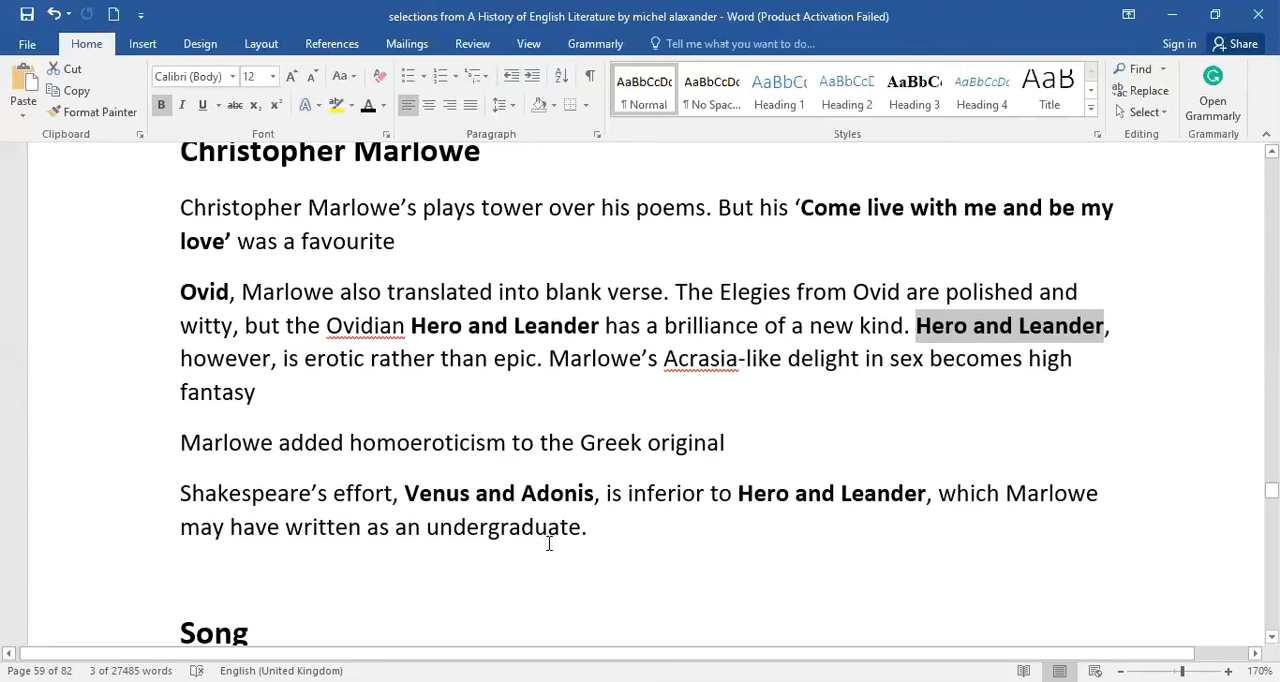 selections from A History of English Literature by michel alaxander - Word (Product Activation Failed)
File Home Insert Design Layout References Mailings Review View Grammarly Tell me what you want to do... Sign in Share
Paste Cut Copy Format Painter
Calibri (Body) 12
AaBbCcDc AaBbCcDc AaBbC AaBbCcD AaBbC AaBbCcD AaB
¶ Normal ¶ No Spac... Heading 1 Heading 2 Heading 3 Heading 4 Title
Find Replace Select
Open Grammarly
Clipboard Font Paragraph Styles Editing Grammarly
Christopher Marlowe
Christopher Marlowe’s plays tower over his poems. But his ‘Come live with me and be my
love’ was a favourite
Ovid, Marlowe also translated into blank verse. The Elegies from Ovid are polished and
witty, but the Ovidian Hero and Leander has a brilliance of a new kind. Hero and Leander,
however, is erotic rather than epic. Marlowe’s Acrasia-like delight in sex becomes high
fantasy
Marlowe added homoeroticism to the Greek original
Shakespeare’s effort, Venus and Adonis, is inferior to Hero and Leander, which Marlowe
may have written as an undergraduate.
Song
Page 59 of 82 3 of 27485 words English (United Kingdom) 170%